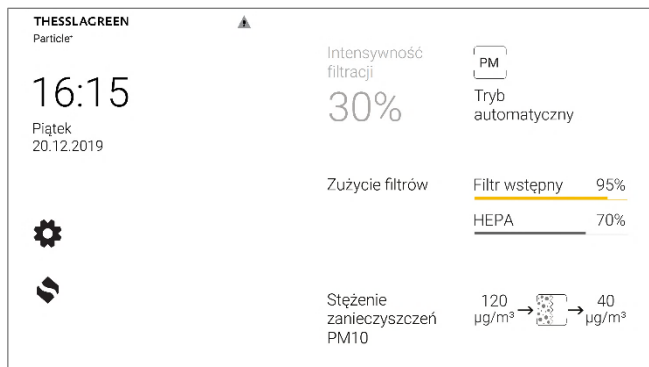 THESSLAGREEN
Particle+
16:15
Piątek
20.12.2019
Intensywność
filtracji
30%
PM
Tryb
automatyczny
Zużycie filtrów
Filtr wstępny 95%
HEPA 70%
Stężenie
zanieczyszczeń
PM10
120
µg/m³
40
µg/m³